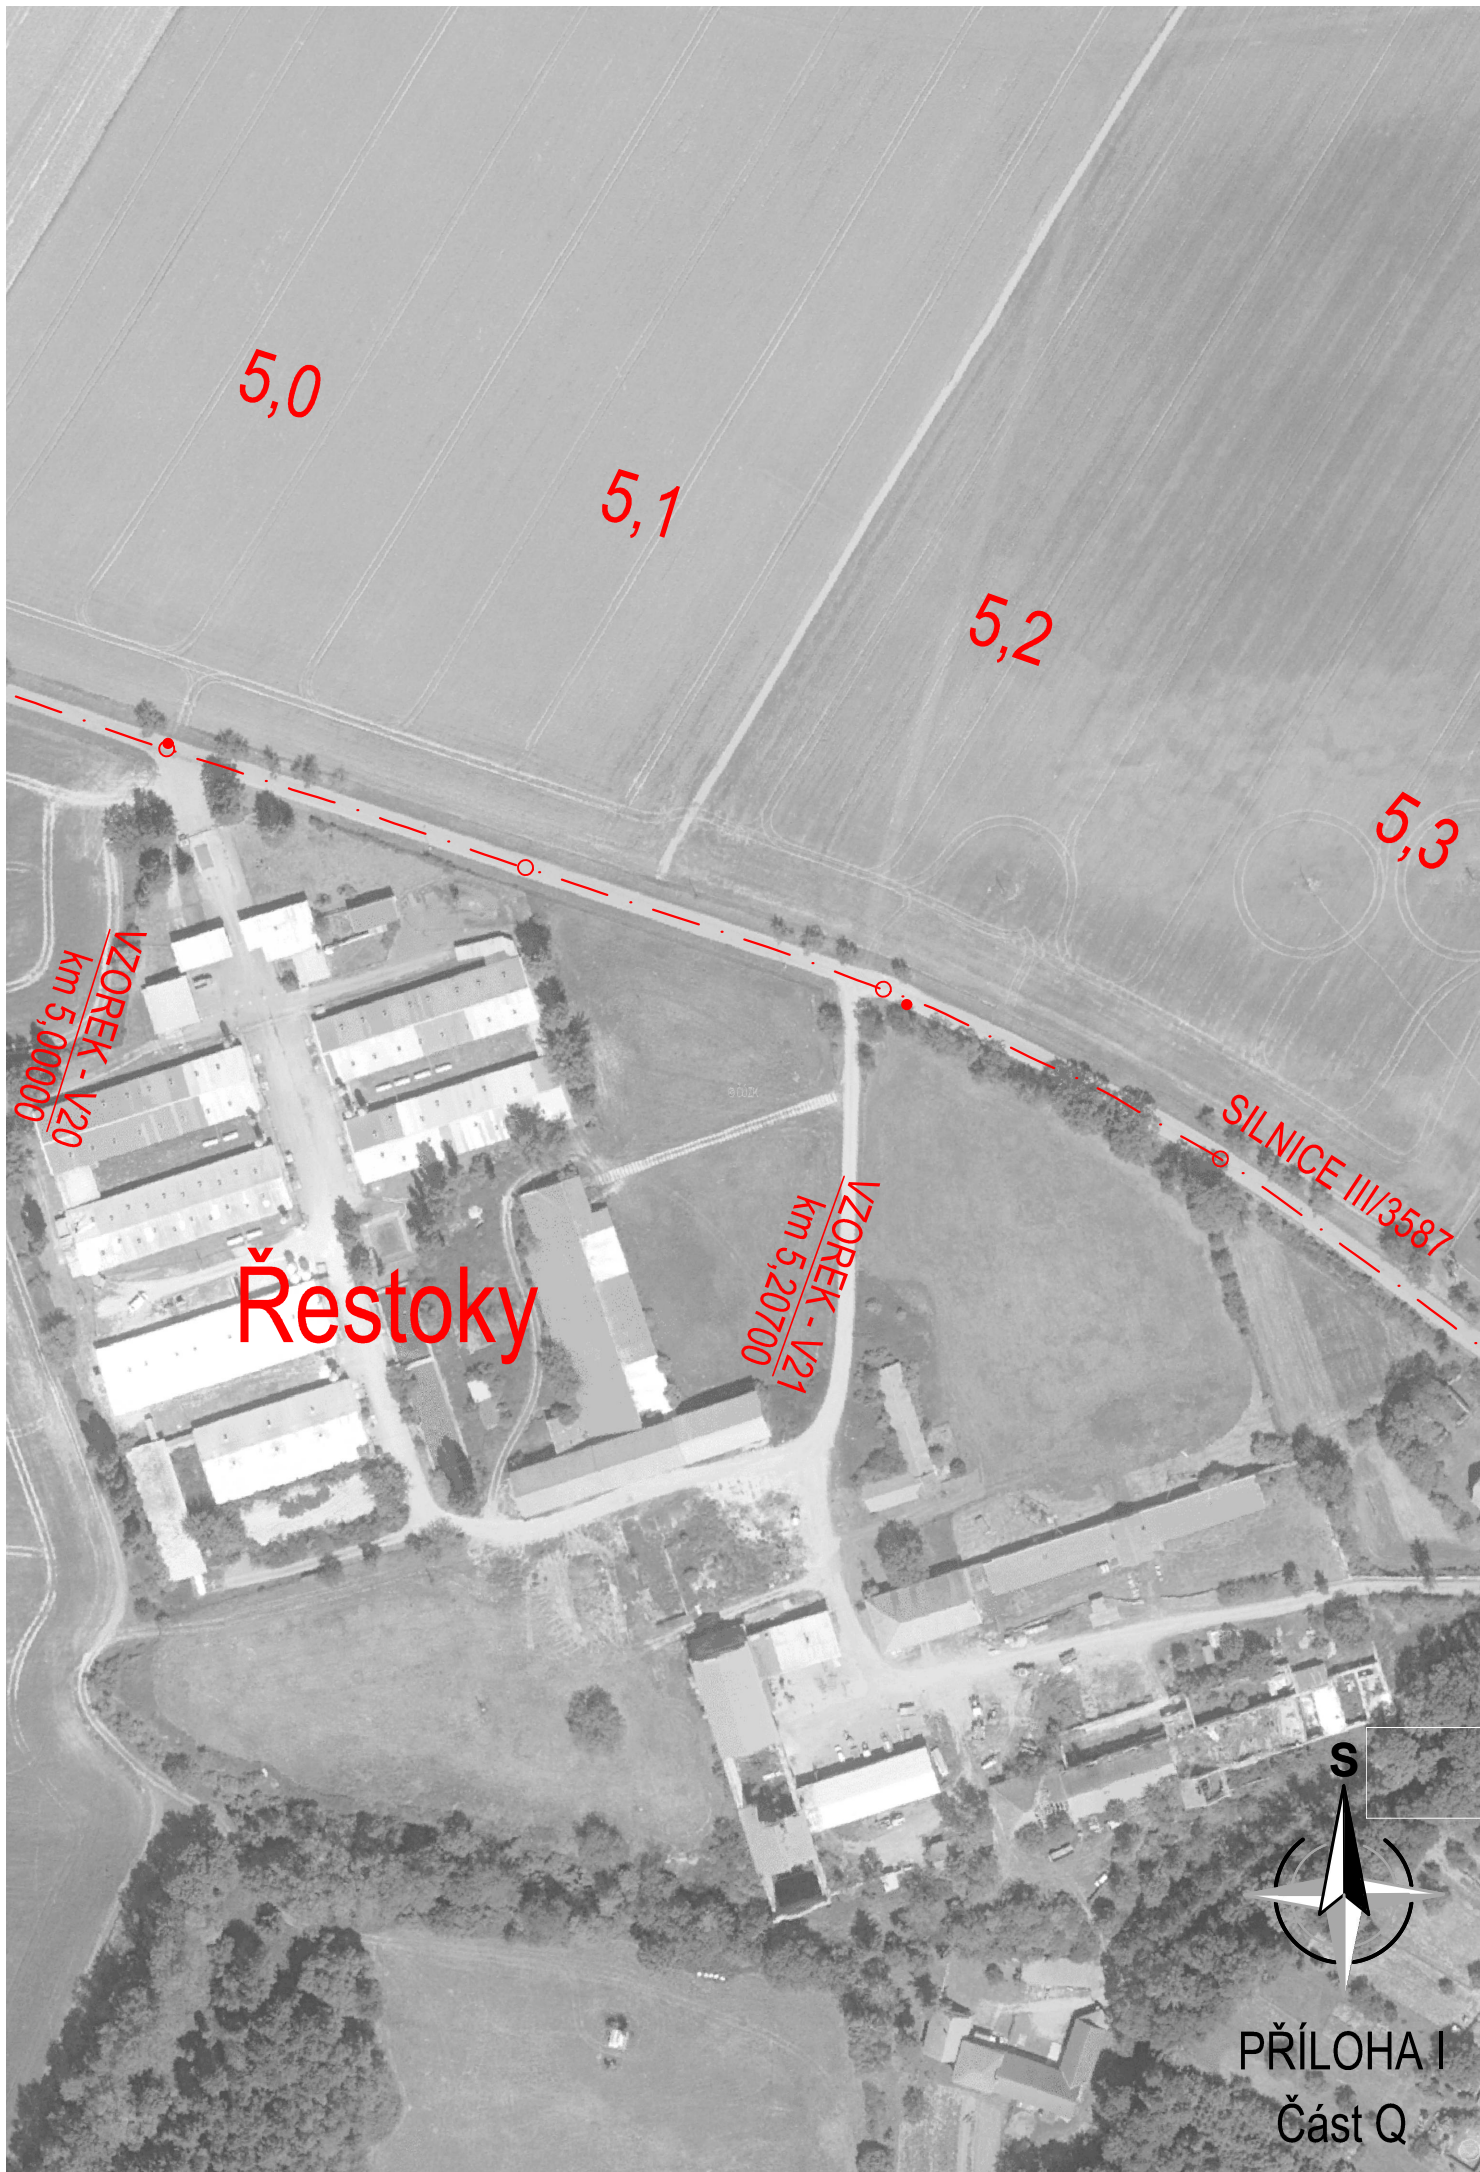 5,0
5,1
5,2
5,3
VZOREK - V20
km 5,00000
SILNICE III/3587
VZOREK - V21
km 5,20700
Řestoky
S
PŘÍLOHA I
Část Q